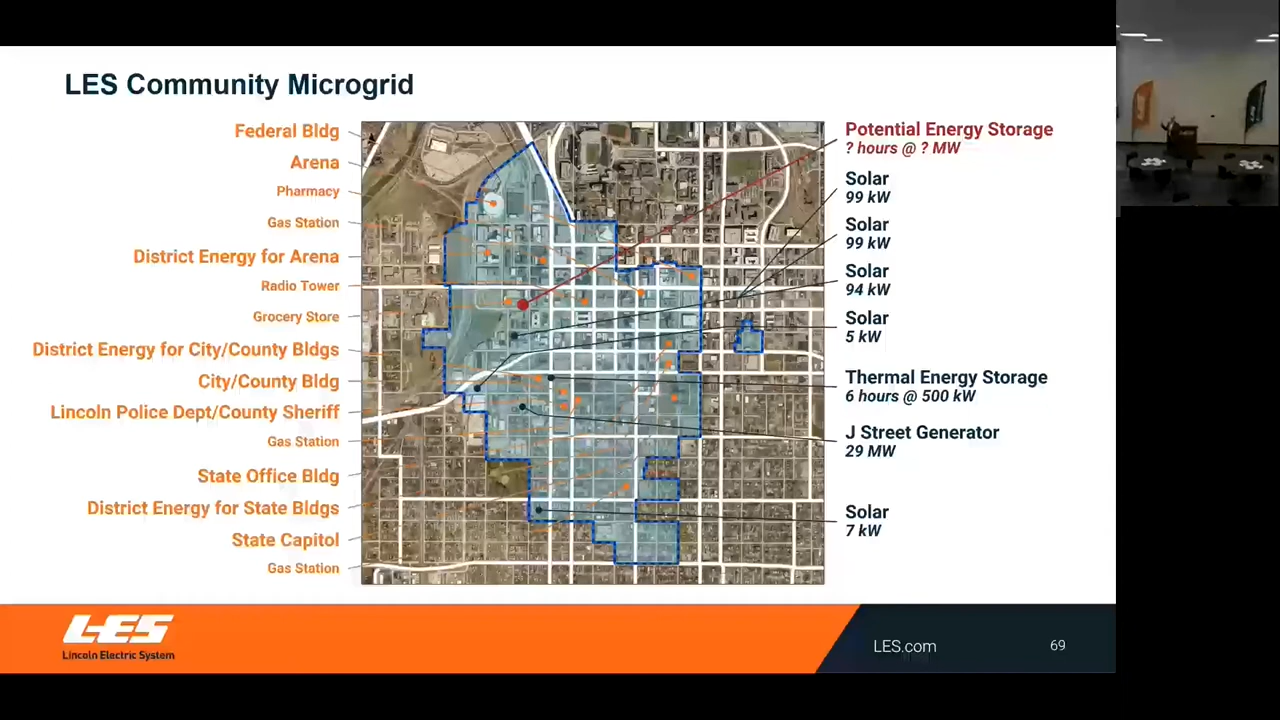 LES Community Microgrid
Federal Bldg
Arena
Pharmacy
Gas Station
District Energy for Arena
Radio Tower
Grocery Store
District Energy for City/County Bldgs
City/County Bldg
Lincoln Police Dept/County Sheriff
Gas Station
State Office Bldg
District Energy for State Bldgs
State Capitol
Gas Station
Potential Energy Storage
? hours @ ? MW
Solar
99 kW
Solar
99 kW
Solar
94 kW
Solar
5 kW
Thermal Energy Storage
6 hours @ 500 kW
J Street Generator
29 MW
Solar
7 kW
LES
Lincoln Electric System
LES.com
69